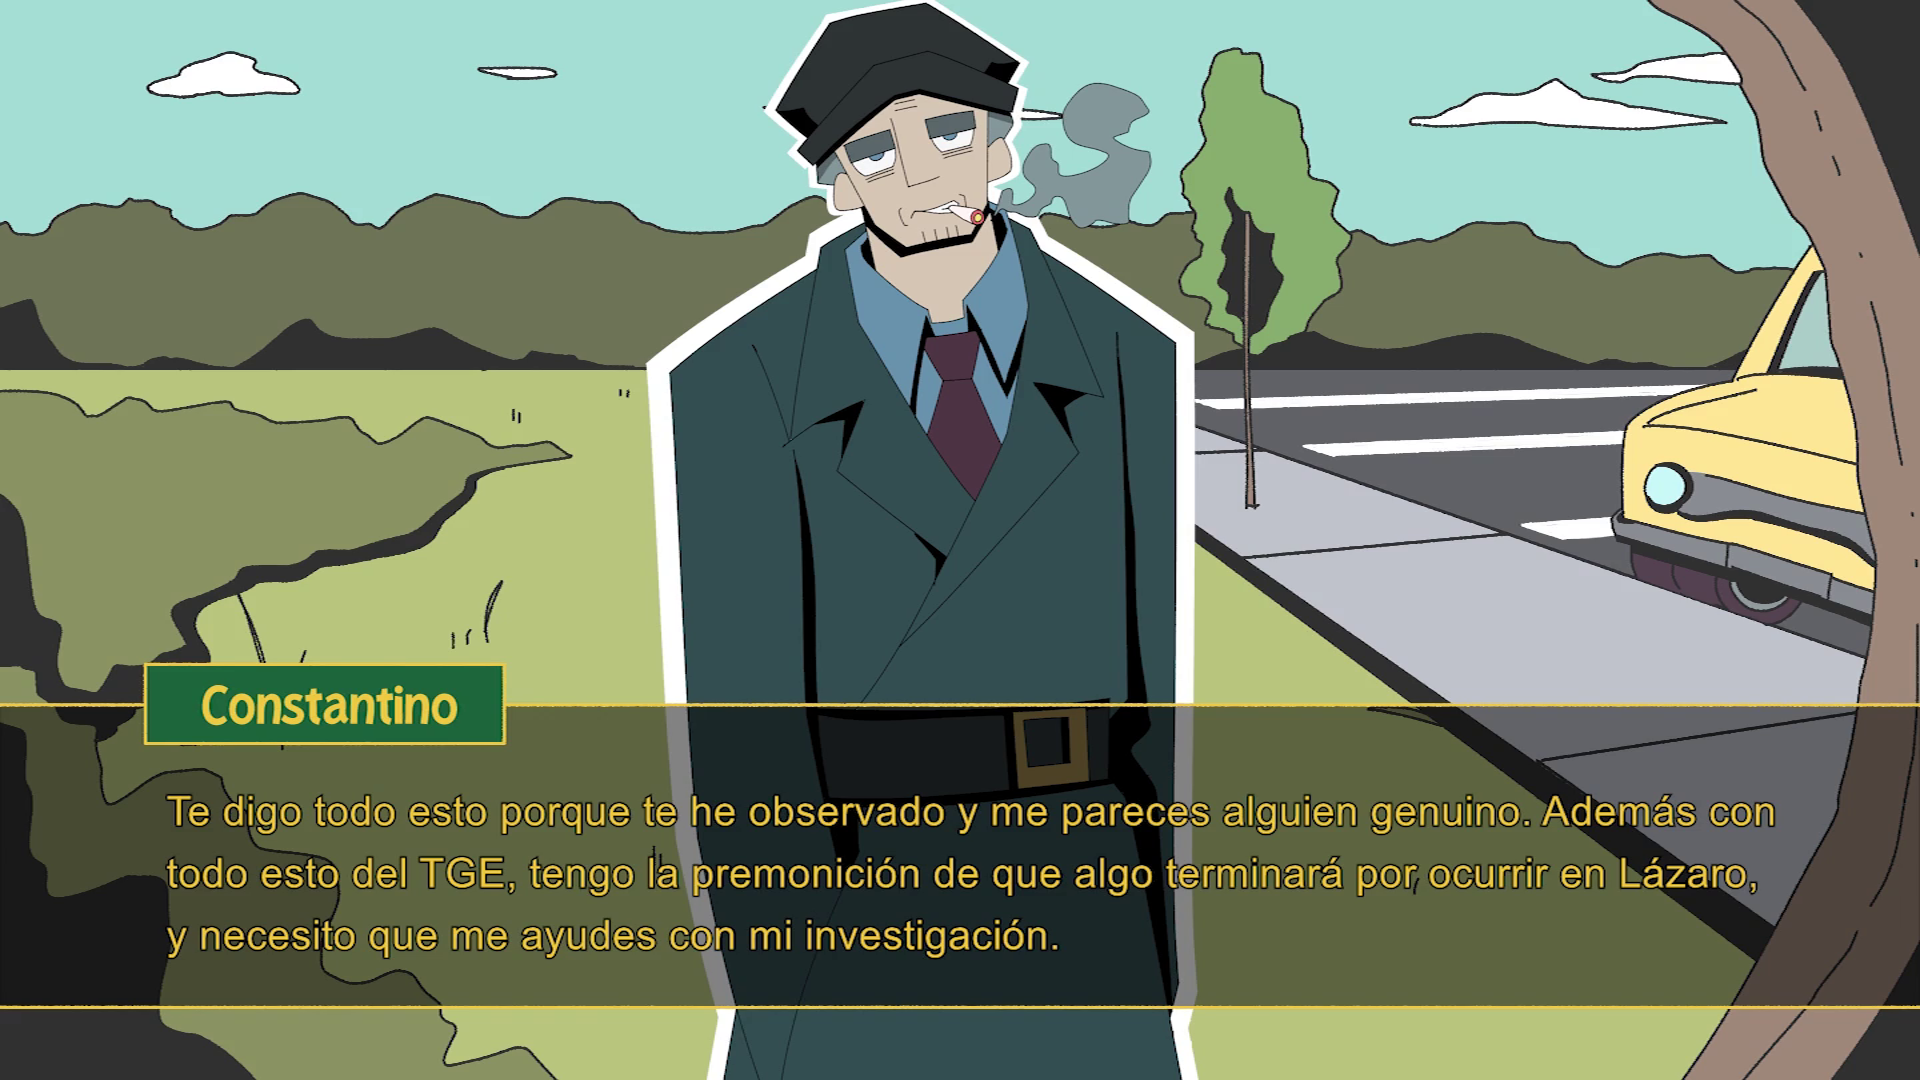 Constantino
Te digo todo esto porque te he observado y me pareces alguien genuino. Además con
todo esto del TGE, tengo la premonición de que algo terminará por ocurrir en Lázaro,
y necesito que me ayudes con mi investigación.